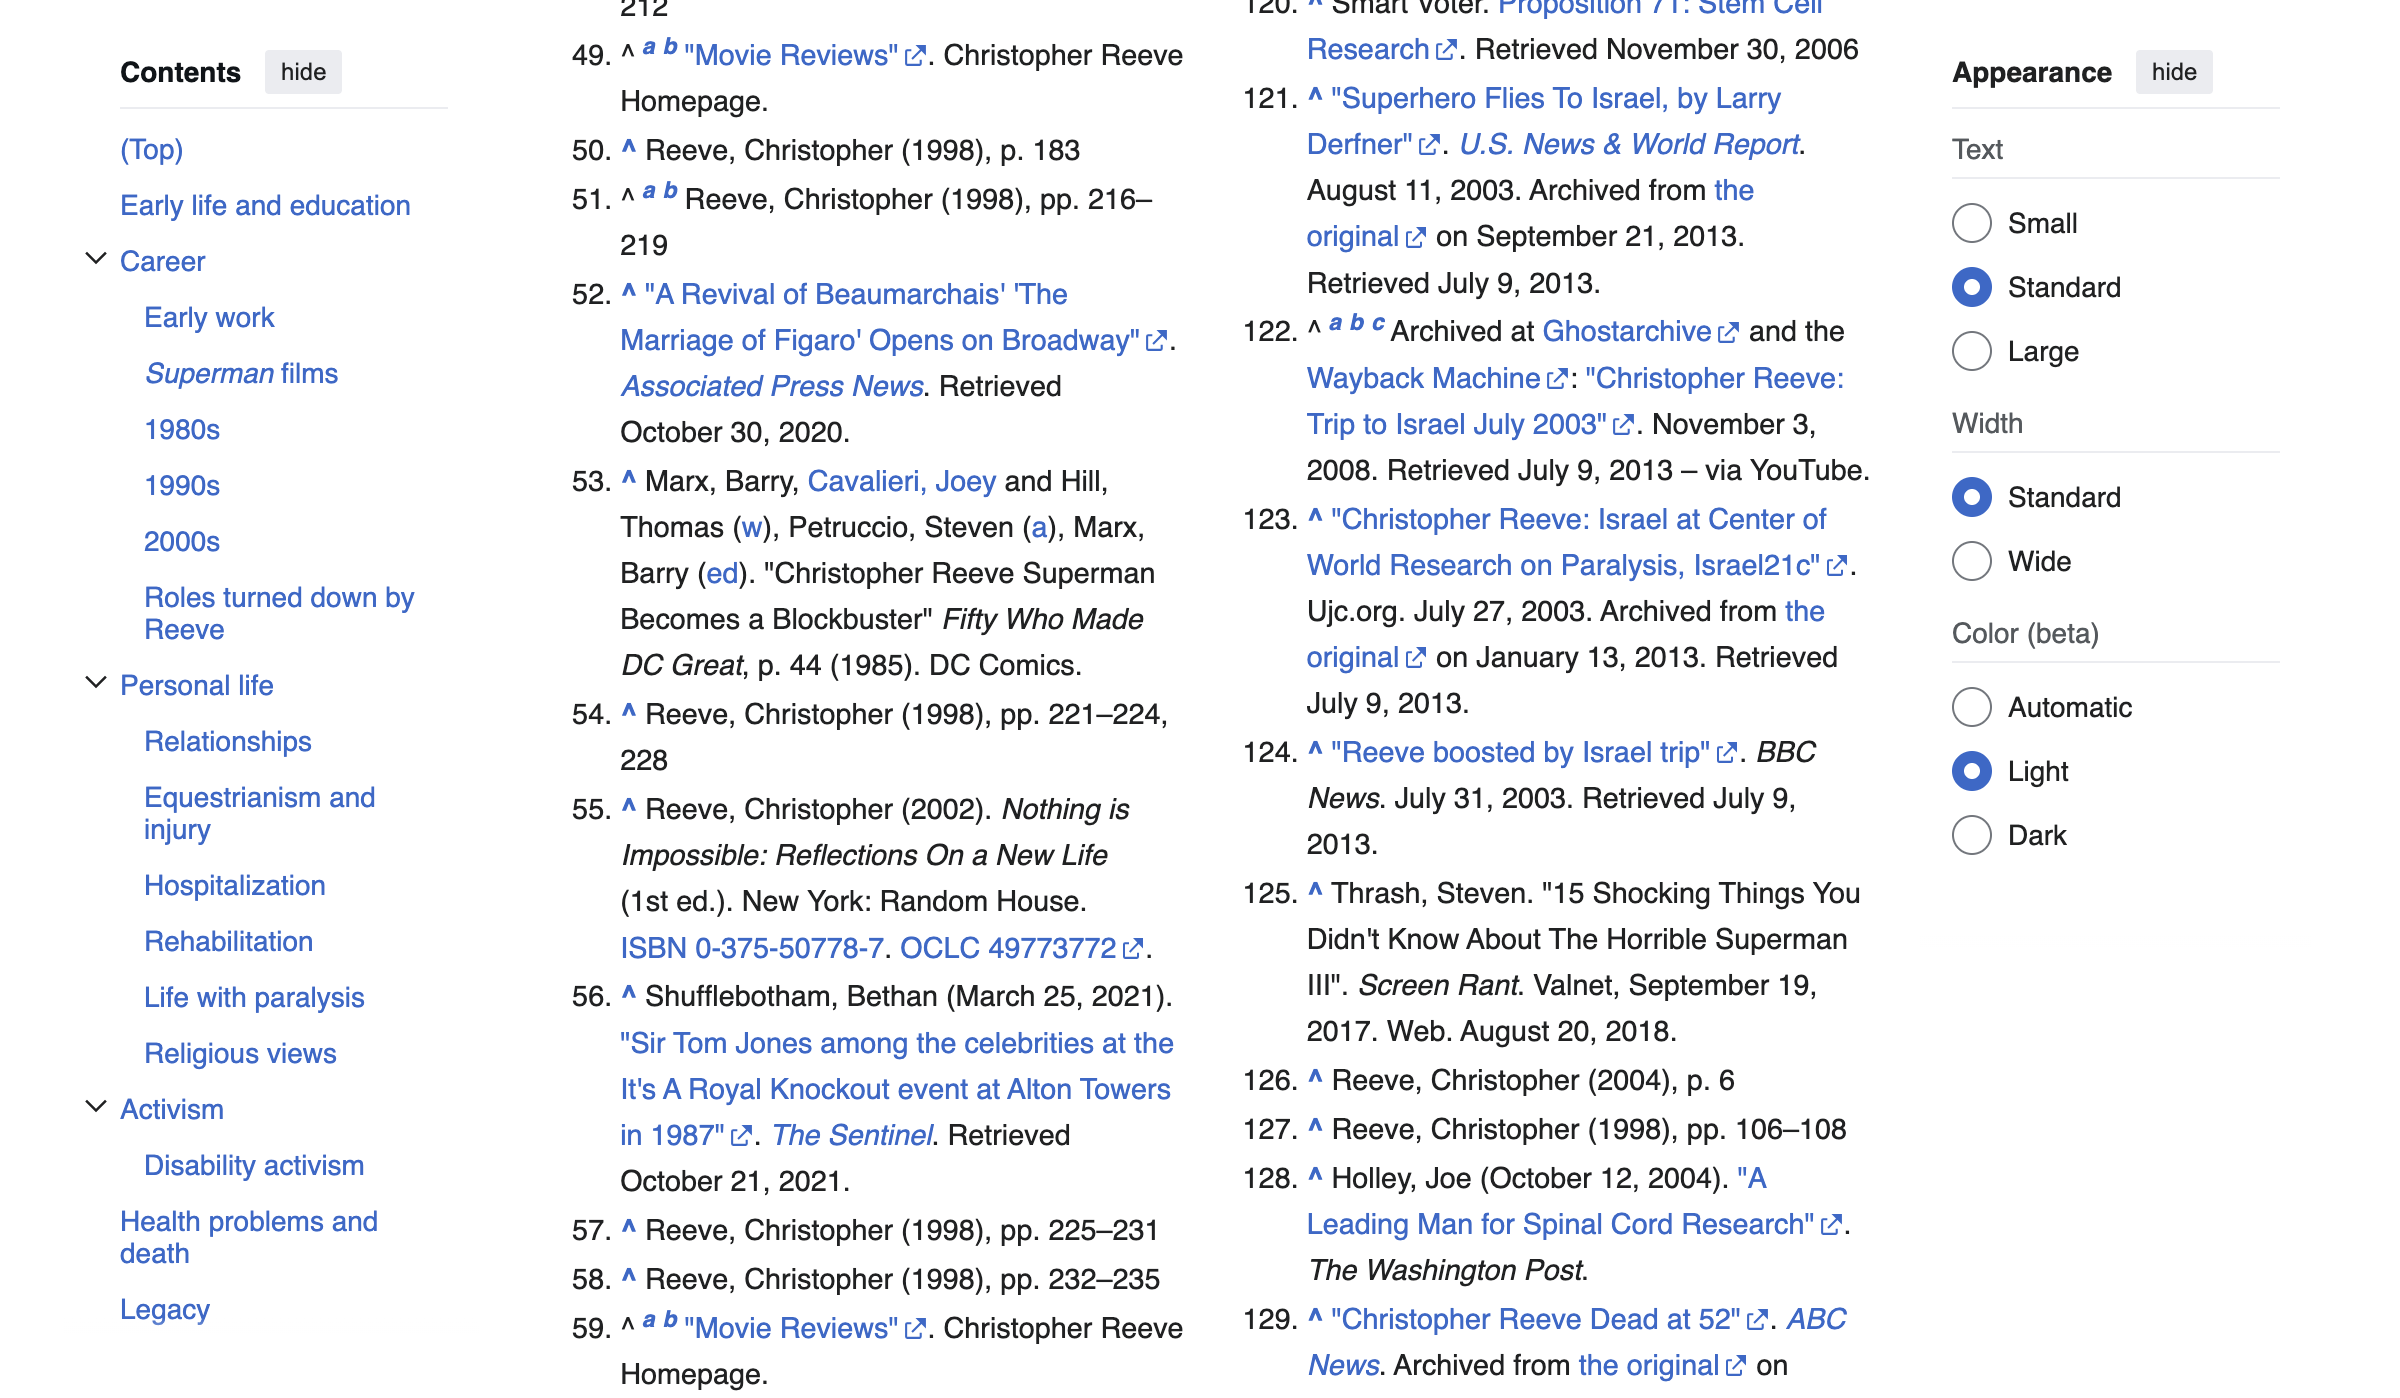 Contents hide
(Top)
Early life and education
Career
Early work
Superman films
1980s
1990s
2000s
Roles turned down by
Reeve
Personal life
Relationships
Equestrianism and
injury
Hospitalization
Rehabilitation
Life with paralysis
Religious views
Activism
Disability activism
Health problems and
death
Legacy
212
49. ^ a b "Movie Reviews". Christopher Reeve
Homepage.
50. ^ Reeve, Christopher (1998), p. 183
51. ^ a b Reeve, Christopher (1998), pp. 216–
219
52. ^ "A Revival of Beaumarchais' 'The
Marriage of Figaro' Opens on Broadway".
Associated Press News. Retrieved
October 30, 2020.
53. ^ Marx, Barry, Cavalieri, Joey and Hill,
Thomas (w), Petruccio, Steven (a), Marx,
Barry (ed). "Christopher Reeve Superman
Becomes a Blockbuster" Fifty Who Made
DC Great, p. 44 (1985). DC Comics.
54. ^ Reeve, Christopher (1998), pp. 221–224,
228
55. ^ Reeve, Christopher (2002). Nothing is
Impossible: Reflections On a New Life
(1st ed.). New York: Random House.
ISBN 0-375-50778-7. OCLC 49773772.
56. ^ Shufflebotham, Bethan (March 25, 2021).
"Sir Tom Jones among the celebrities at the
It's A Royal Knockout event at Alton Towers
in 1987". The Sentinel. Retrieved
October 21, 2021.
57. ^ Reeve, Christopher (1998), pp. 225–231
58. ^ Reeve, Christopher (1998), pp. 232–235
59. ^ a b "Movie Reviews". Christopher Reeve
Homepage.
120. ^ Smart Voter. Proposition 71: Stem Cell
Research. Retrieved November 30, 2006
121. ^ "Superhero Flies To Israel, by Larry
Derfner". U.S. News & World Report.
August 11, 2003. Archived from the
original on September 21, 2013.
Retrieved July 9, 2013.
122. ^ a b c Archived at Ghostarchive and the
Wayback Machine: "Christopher Reeve:
Trip to Israel July 2003". November 3,
2008. Retrieved July 9, 2013 – via YouTube.
123. ^ "Christopher Reeve: Israel at Center of
World Research on Paralysis, Israel21c".
Ujc.org. July 27, 2003. Archived from the
original on January 13, 2013. Retrieved
July 9, 2013.
124. ^ "Reeve boosted by Israel trip". BBC
News. July 31, 2003. Retrieved July 9,
2013.
125. ^ Thrash, Steven. "15 Shocking Things You
Didn't Know About The Horrible Superman
III". Screen Rant. Valnet, September 19,
2017. Web. August 20, 2018.
126. ^ Reeve, Christopher (2004), p. 6
127. ^ Reeve, Christopher (1998), pp. 106–108
128. ^ Holley, Joe (October 12, 2004). "A
Leading Man for Spinal Cord Research".
The Washington Post.
129. ^ "Christopher Reeve Dead at 52". ABC
News. Archived from the original on
Appearance hide
Text
Small
Standard
Large
Width
Standard
Wide
Color (beta)
Automatic
Light
Dark